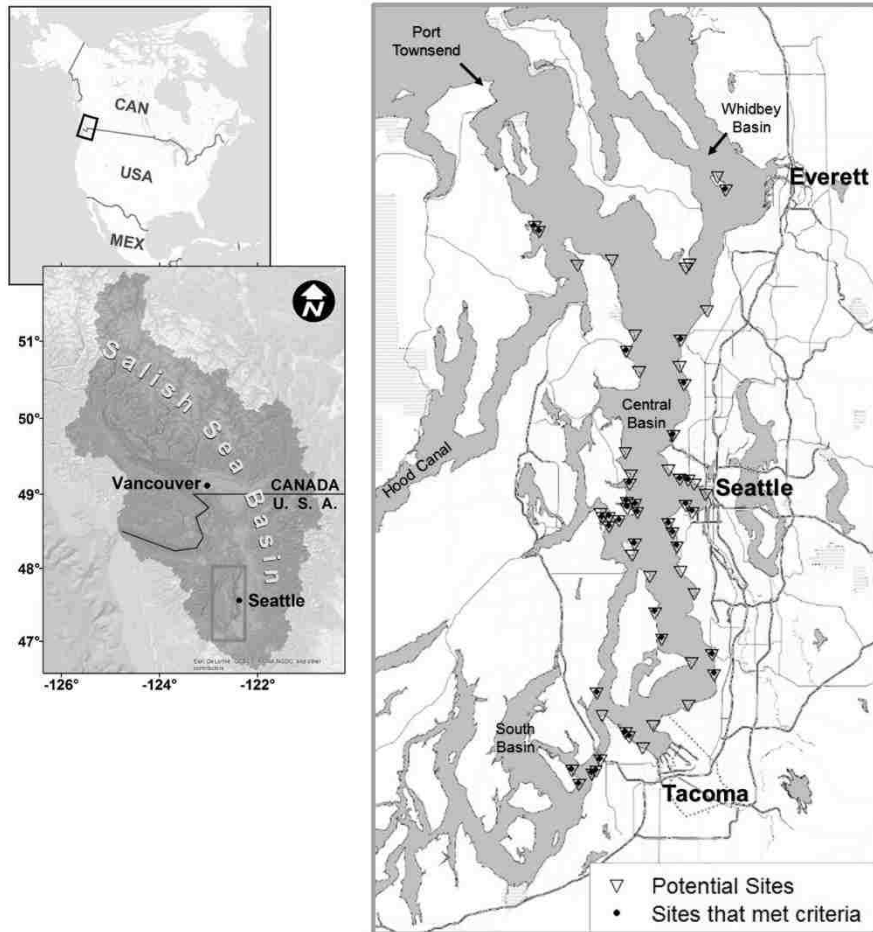 CAN
USA
MEX
N
Salish Sea Basin
51°
50°
49°
48°
47°
Vancouver
CANADA
U. S. A.
Seattle
-126°
-124°
-122°
Port
Townsend
Whidbey
Basin
Everett
Central
Basin
Hood Canal
Seattle
South
Basin
Tacoma
Potential Sites
Sites that met criteria